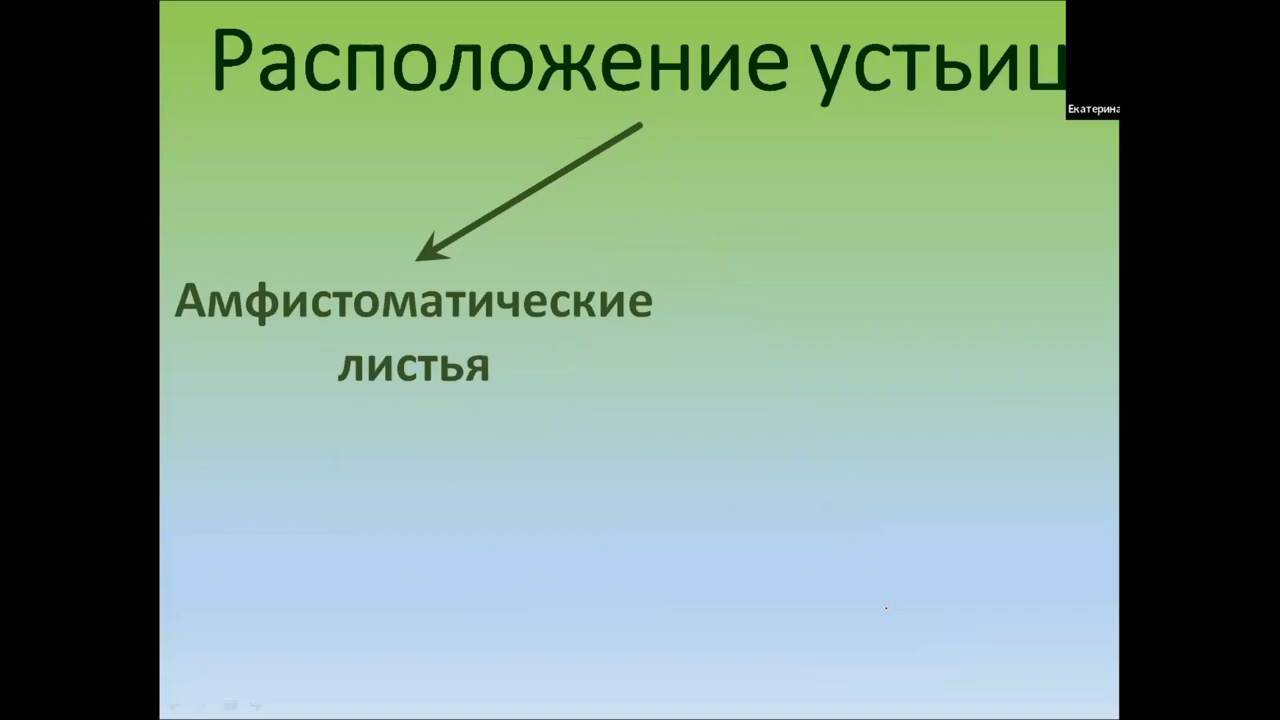 Расположение устьиц
Екатерина
Амфистоматические
листья